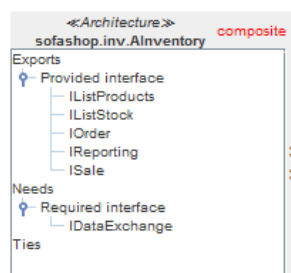 ≪Architecture≫
sofashop.inv.AInventory composite
Exports
Provided interface
IListProducts
IListStock
IOrder
IReporting
ISale
Needs
Required interface
IDataExchange
Ties